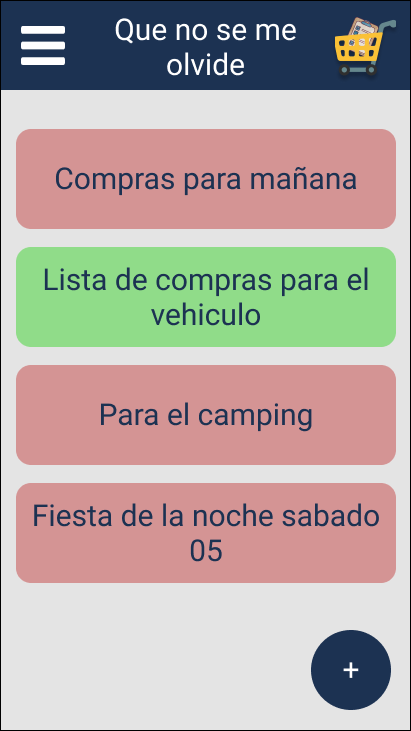 Que no se me
olvide
Compras para mañana
Lista de compras para el
vehiculo
Para el camping
Fiesta de la noche sabado
05
+